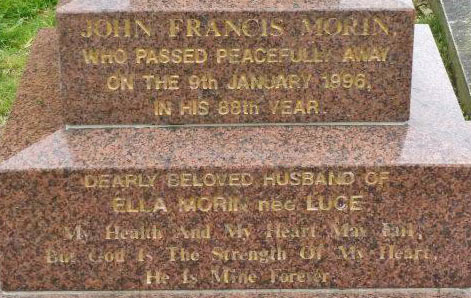 JOHN FRANCIS MORIN,
WHO PASSED PEACEFULLY AWAY
ON THE 9th JANUARY 1996,
IN HIS 88th YEAR.
DEARLY BELOVED HUSBAND OF
ELLA MORIN neé LUCE
My Health And My Heart May Fail,
But God Is The Strength Of My Heart,
He Is Mine Forever.